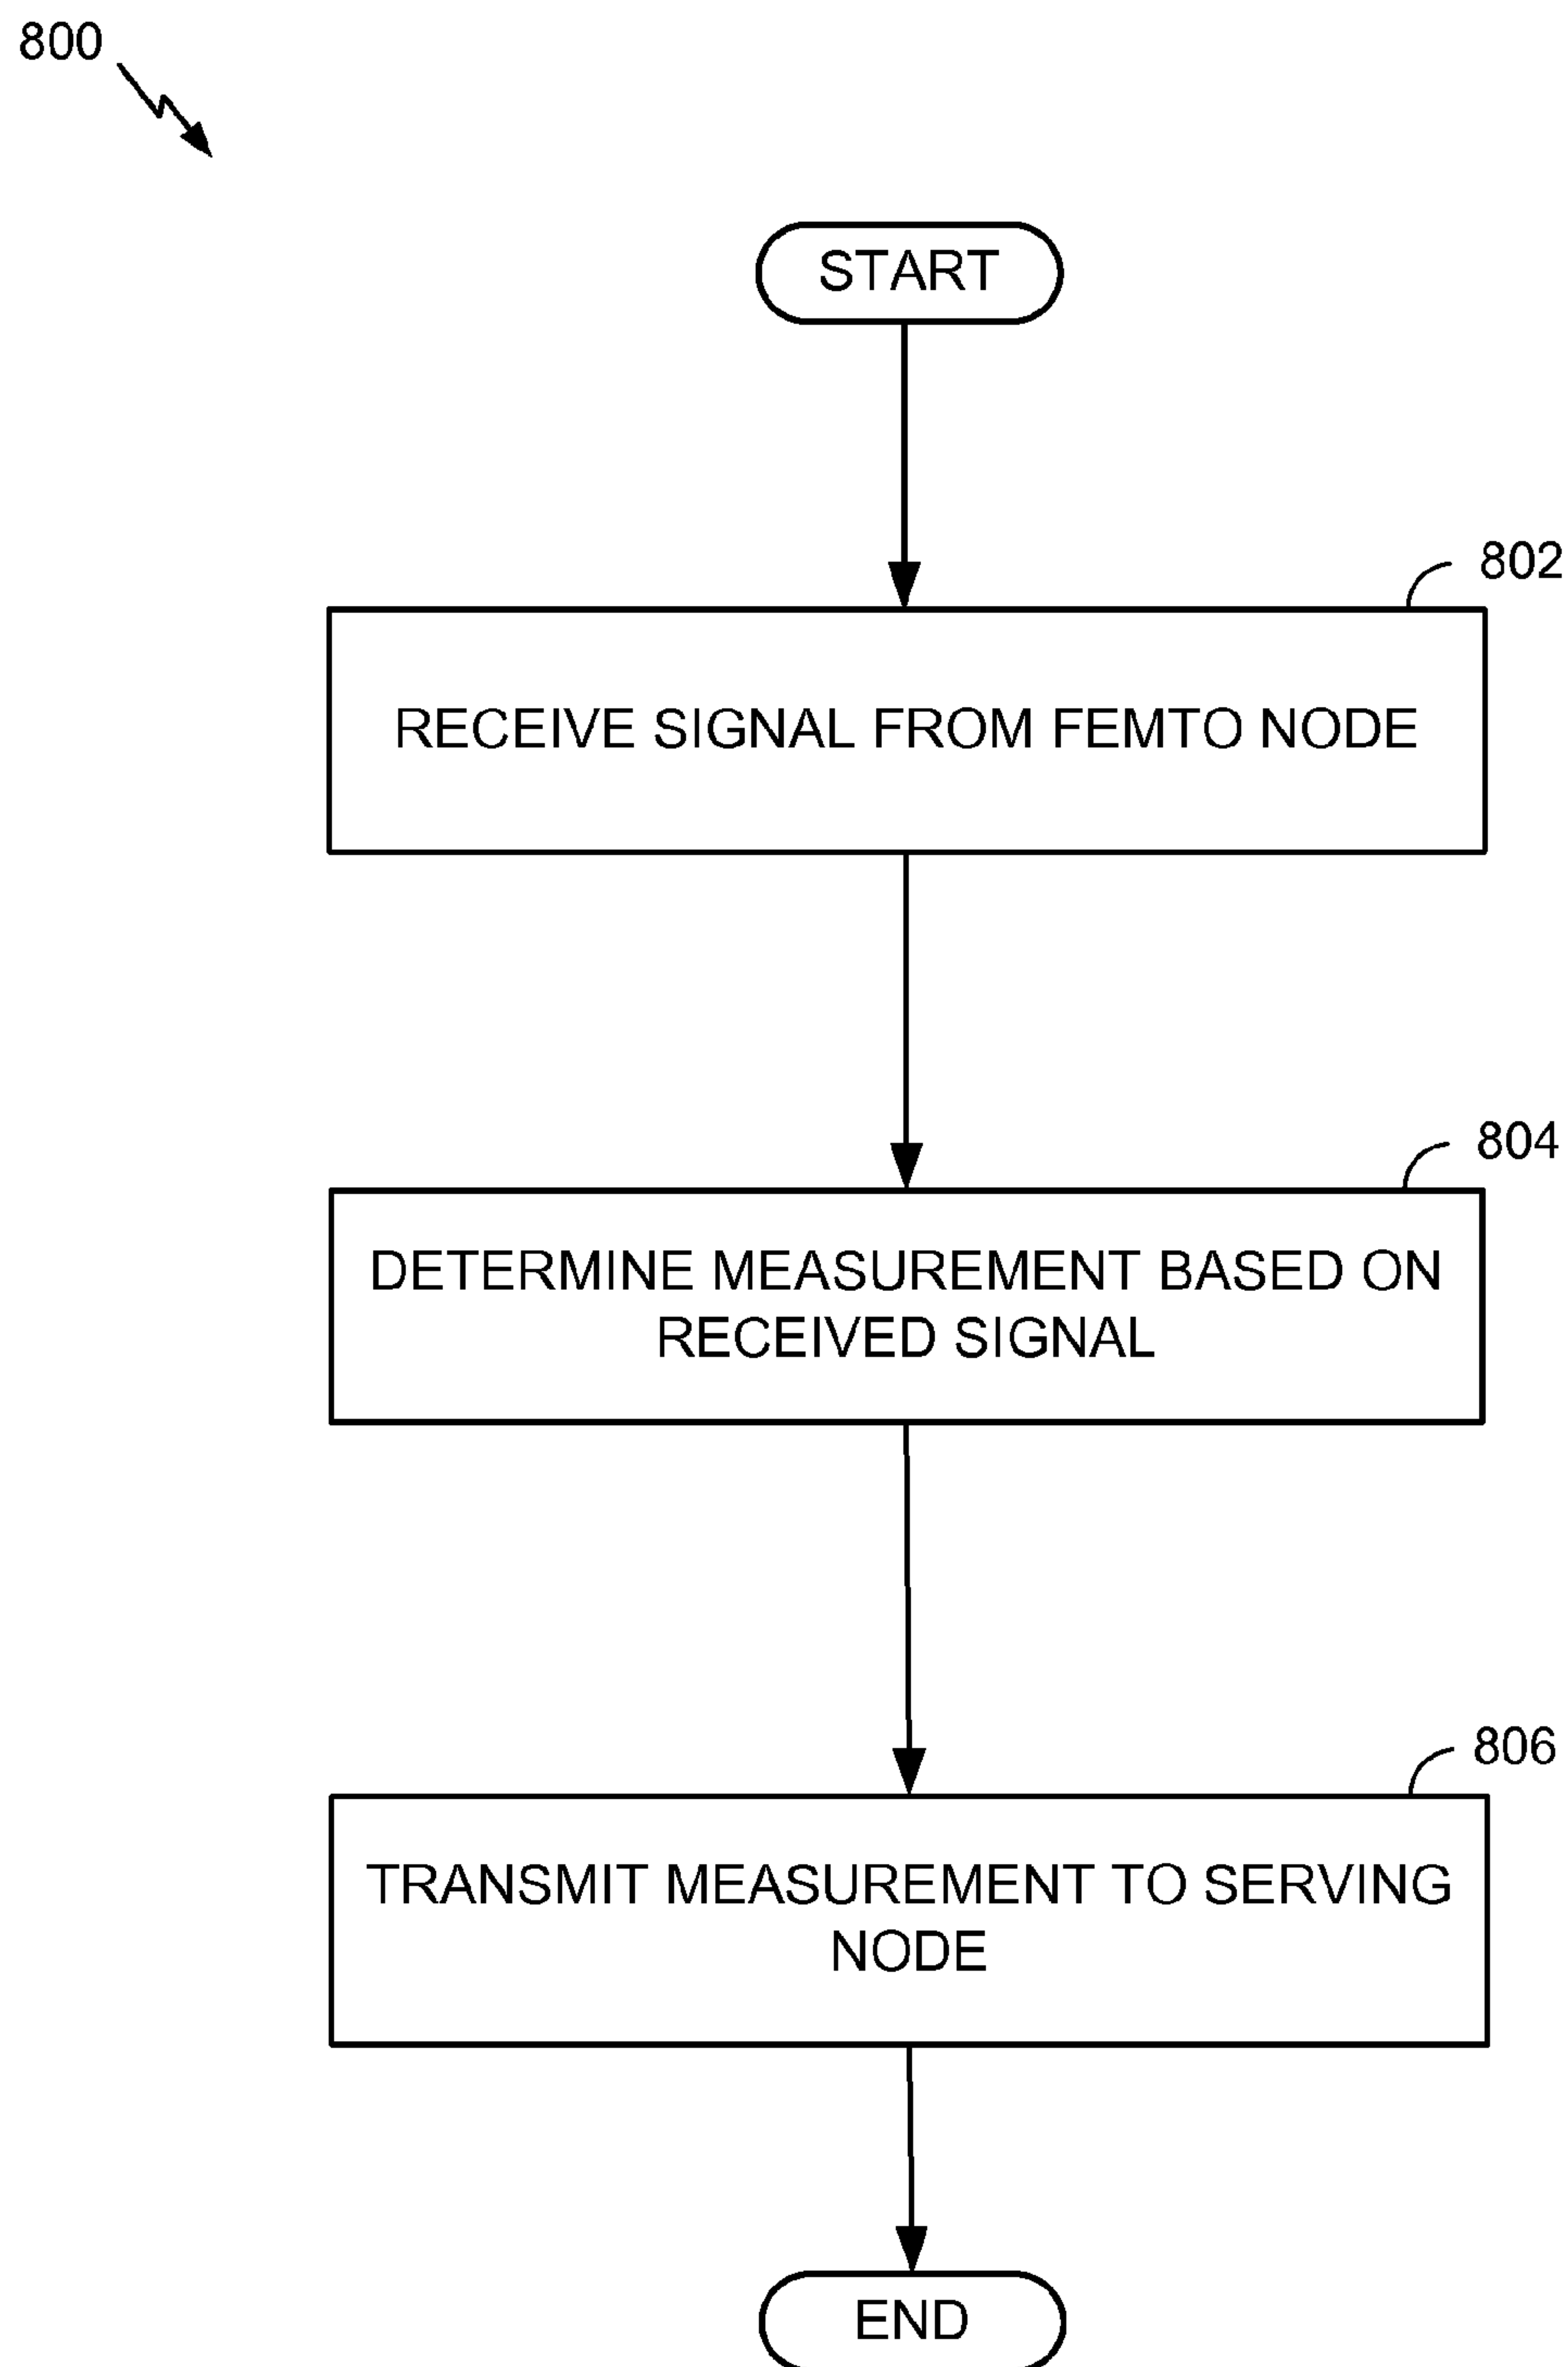 800
START
802
RECEIVE SIGNAL FROM FEMTO NODE
804
DETERMINE MEASUREMENT BASED ON
RECEIVED SIGNAL
806
TRANSMIT MEASUREMENT TO SERVING
NODE
END